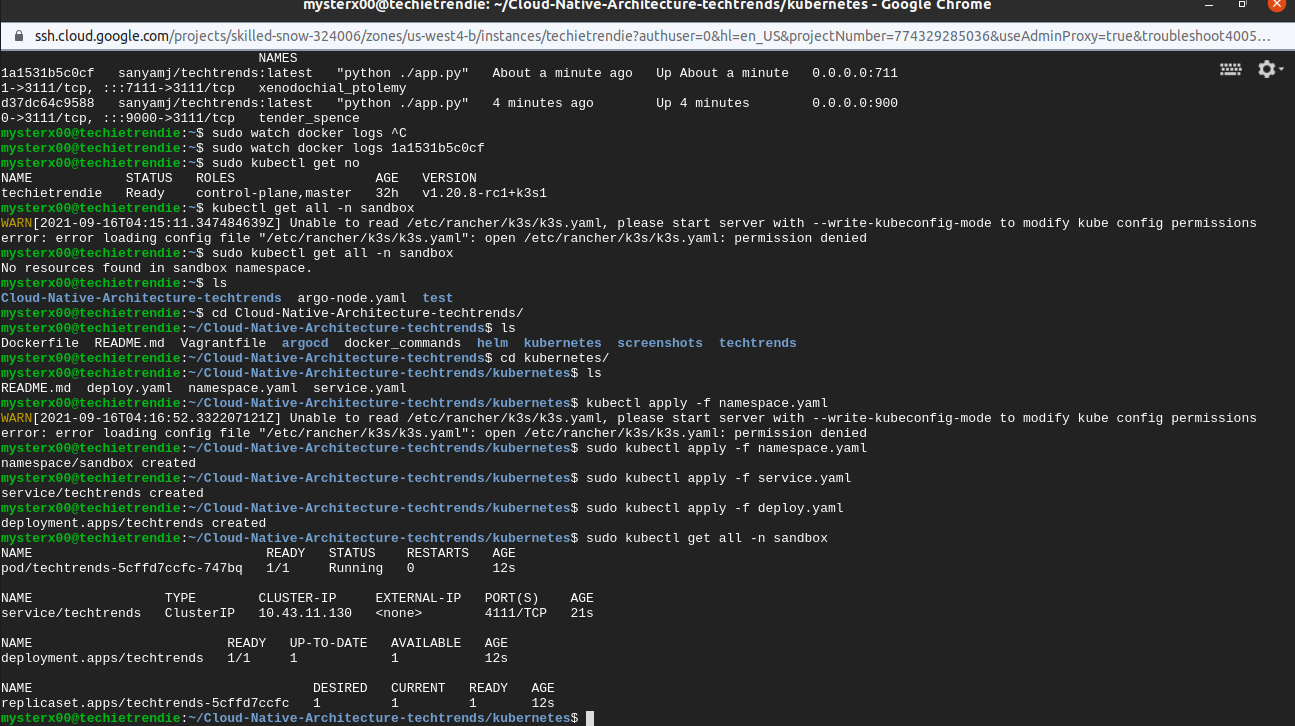 mysterx00@techietrendie: ~/Cloud-Native-Architecture-techtrends/kubernetes - Google Chrome
ssh.cloud.google.com/projects/skilled-snow-324006/zones/us-west4-b/instances/techietrendie?authuser=0&hl=en_US&projectNumber=774329285036&useAdminProxy=true&troubleshoot4005...
NAMES
1a1531b5c0cf   sanyamj/techtrends:latest   "python ./app.py"   About a minute ago   Up About a minute   0.0.0.0:711
1->3111/tcp, :::7111->3111/tcp   xenodochial_ptolemy
d37dc64c9588   sanyamj/techtrends:latest   "python ./app.py"   4 minutes ago        Up 4 minutes        0.0.0.0:900
0->3111/tcp, :::9000->3111/tcp   tender_spence
mysterx00@techietrendie:~$ sudo watch docker logs ^C
mysterx00@techietrendie:~$ sudo watch docker logs 1a1531b5c0cf
mysterx00@techietrendie:~$ sudo kubectl get no
NAME            STATUS   ROLES                  AGE   VERSION
techietrendie   Ready    control-plane,master   32h   v1.20.8-rc1+k3s1
mysterx00@techietrendie:~$ kubectl get all -n sandbox
WARN[2021-09-16T04:15:11.347484639Z] Unable to read /etc/rancher/k3s/k3s.yaml, please start server with --write-kubeconfig-mode to modify kube config permissions
error: error loading config file "/etc/rancher/k3s/k3s.yaml": open /etc/rancher/k3s/k3s.yaml: permission denied
mysterx00@techietrendie:~$ sudo kubectl get all -n sandbox
No resources found in sandbox namespace.
mysterx00@techietrendie:~$ ls
Cloud-Native-Architecture-techtrends  argo-node.yaml  test
mysterx00@techietrendie:~$ cd Cloud-Native-Architecture-techtrends/
mysterx00@techietrendie:~/Cloud-Native-Architecture-techtrends$ ls
Dockerfile  README.md  Vagrantfile  argocd  docker_commands  helm  kubernetes  screenshots  techtrends
mysterx00@techietrendie:~/Cloud-Native-Architecture-techtrends$ cd kubernetes/
mysterx00@techietrendie:~/Cloud-Native-Architecture-techtrends/kubernetes$ ls
README.md  deploy.yaml  namespace.yaml  service.yaml
mysterx00@techietrendie:~/Cloud-Native-Architecture-techtrends/kubernetes$ kubectl apply -f namespace.yaml
WARN[2021-09-16T04:16:52.332207121Z] Unable to read /etc/rancher/k3s/k3s.yaml, please start server with --write-kubeconfig-mode to modify kube config permissions
error: error loading config file "/etc/rancher/k3s/k3s.yaml": open /etc/rancher/k3s/k3s.yaml: permission denied
mysterx00@techietrendie:~/Cloud-Native-Architecture-techtrends/kubernetes$ sudo kubectl apply -f namespace.yaml
namespace/sandbox created
mysterx00@techietrendie:~/Cloud-Native-Architecture-techtrends/kubernetes$ sudo kubectl apply -f service.yaml
service/techtrends created
mysterx00@techietrendie:~/Cloud-Native-Architecture-techtrends/kubernetes$ sudo kubectl apply -f deploy.yaml
deployment.apps/techtrends created
mysterx00@techietrendie:~/Cloud-Native-Architecture-techtrends/kubernetes$ sudo kubectl get all -n sandbox
NAME                              READY   STATUS    RESTARTS   AGE
pod/techtrends-5cffd7ccfc-747bq   1/1     Running   0          12s
NAME                 TYPE        CLUSTER-IP     EXTERNAL-IP   PORT(S)    AGE
service/techtrends   ClusterIP   10.43.11.130   <none>        4111/TCP   21s
NAME                         READY   UP-TO-DATE   AVAILABLE   AGE
deployment.apps/techtrends   1/1     1            1           12s
NAME                                    DESIRED   CURRENT   READY   AGE
replicaset.apps/techtrends-5cffd7ccfc   1         1         1       12s
mysterx00@techietrendie:~/Cloud-Native-Architecture-techtrends/kubernetes$